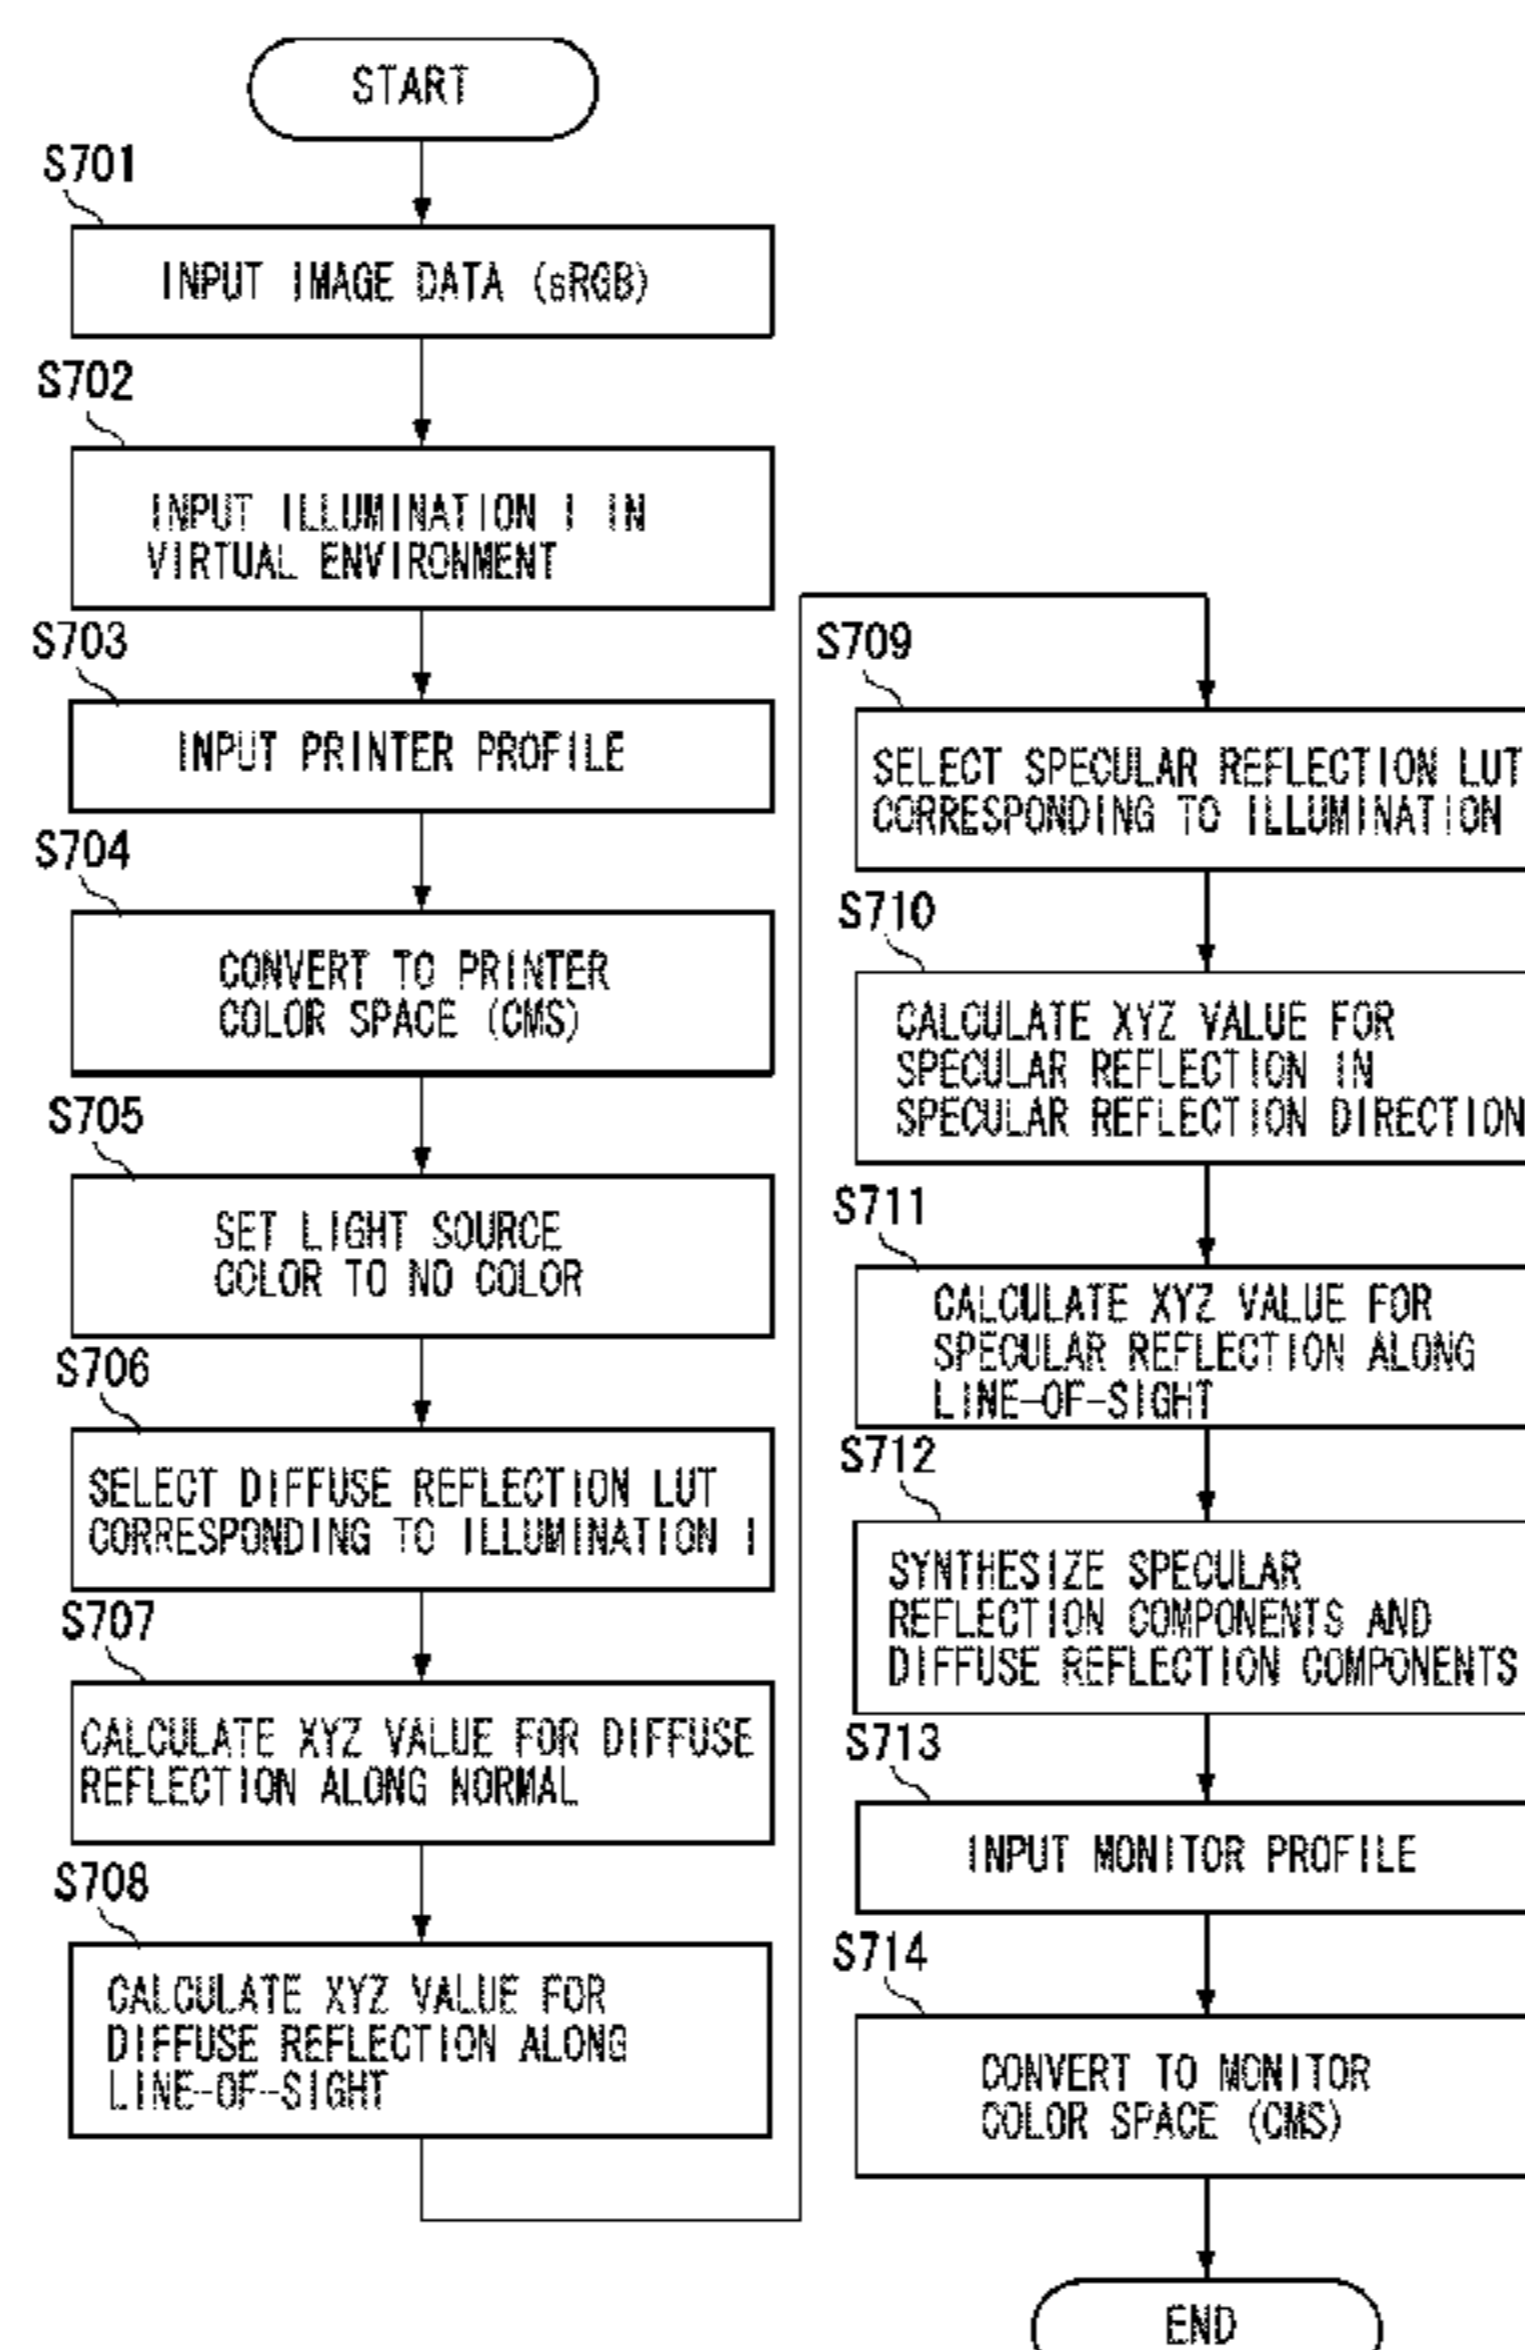 START
S701
INPUT IMAGE DATA (sRGB)
S702
INPUT ILLUMINATION I IN
VIRTUAL ENVIRONMENT
S703
INPUT PRINTER PROFILE
S704
CONVERT TO PRINTER
COLOR SPACE (CMS)
S705
SET LIGHT SOURCE
COLOR TO NO COLOR
S706
SELECT DIFFUSE REFLECTION LUT
CORRESPONDING TO ILLUMINATION I
S707
CALCULATE XYZ VALUE FOR DIFFUSE
REFLECTION ALONG NORMAL
S708
CALCULATE XYZ VALUE FOR
DIFFUSE REFLECTION ALONG
LINE-OF-SIGHT
S709
SELECT SPECULAR REFLECTION LUT
CORRESPONDING TO ILLUMINATION
S710
CALCULATE XYZ VALUE FOR
SPECULAR REFLECTION IN
SPECULAR REFLECTION DIRECTION
S711
CALCULATE XYZ VALUE FOR
SPECULAR REFLECTION ALONG
LINE-OF-SIGHT
S712
SYNTHESIZE SPECULAR
REFLECTION COMPONENTS AND
DIFFUSE REFLECTION COMPONENTS
S713
INPUT MONITOR PROFILE
S714
CONVERT TO MONITOR
COLOR SPACE (CMS)
END